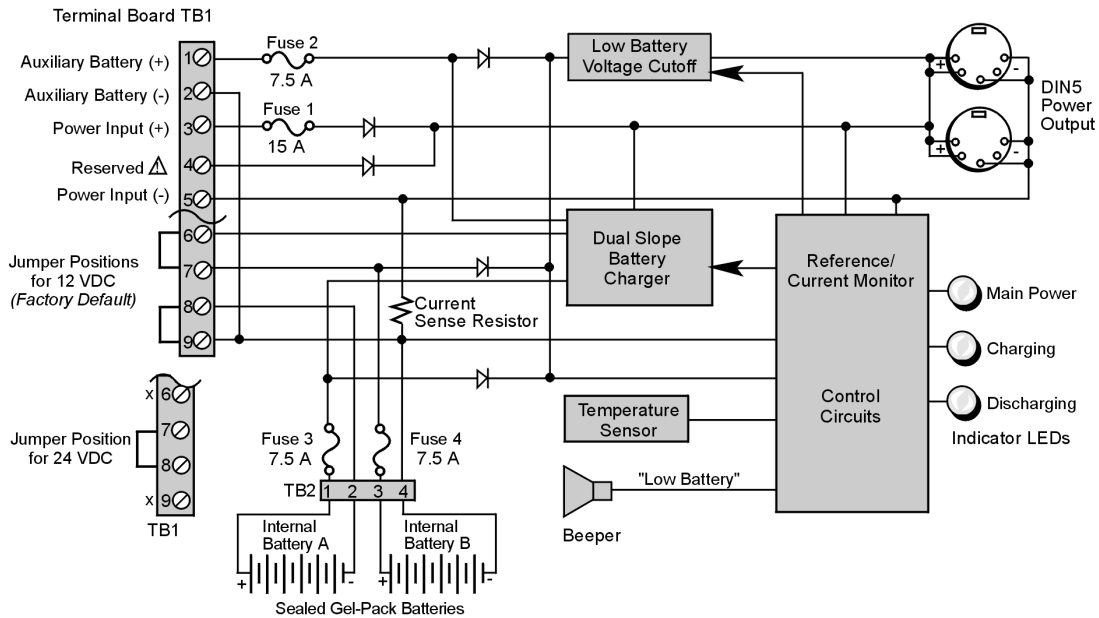 Terminal Board TB1
Auxiliary Battery (+)
Auxiliary Battery (-)
Power Input (+)
Reserved ⚠
Power Input (-)
Jumper Positions
for 12 VDC
(Factory Default)
1
2
3
4
5
6
7
8
9
Fuse 2
7.5 A
Fuse 1
15 A
Low Battery
Voltage Cutoff
+
-
+
-
DIN5
Power
Output
Dual Slope
Battery
Charger
Reference/
Current Monitor
Control
Circuits
Current
Sense Resistor
Main Power
Charging
Discharging
Indicator LEDs
Temperature
Sensor
"Low Battery"
Beeper
x 6
7
8
x 9
Jumper Position
for 24 VDC
TB1
Fuse 3
7.5 A
Fuse 4
7.5 A
TB2
1 2 3 4
Internal
Battery A
+ -
Internal
Battery B
+ -
Sealed Gel-Pack Batteries